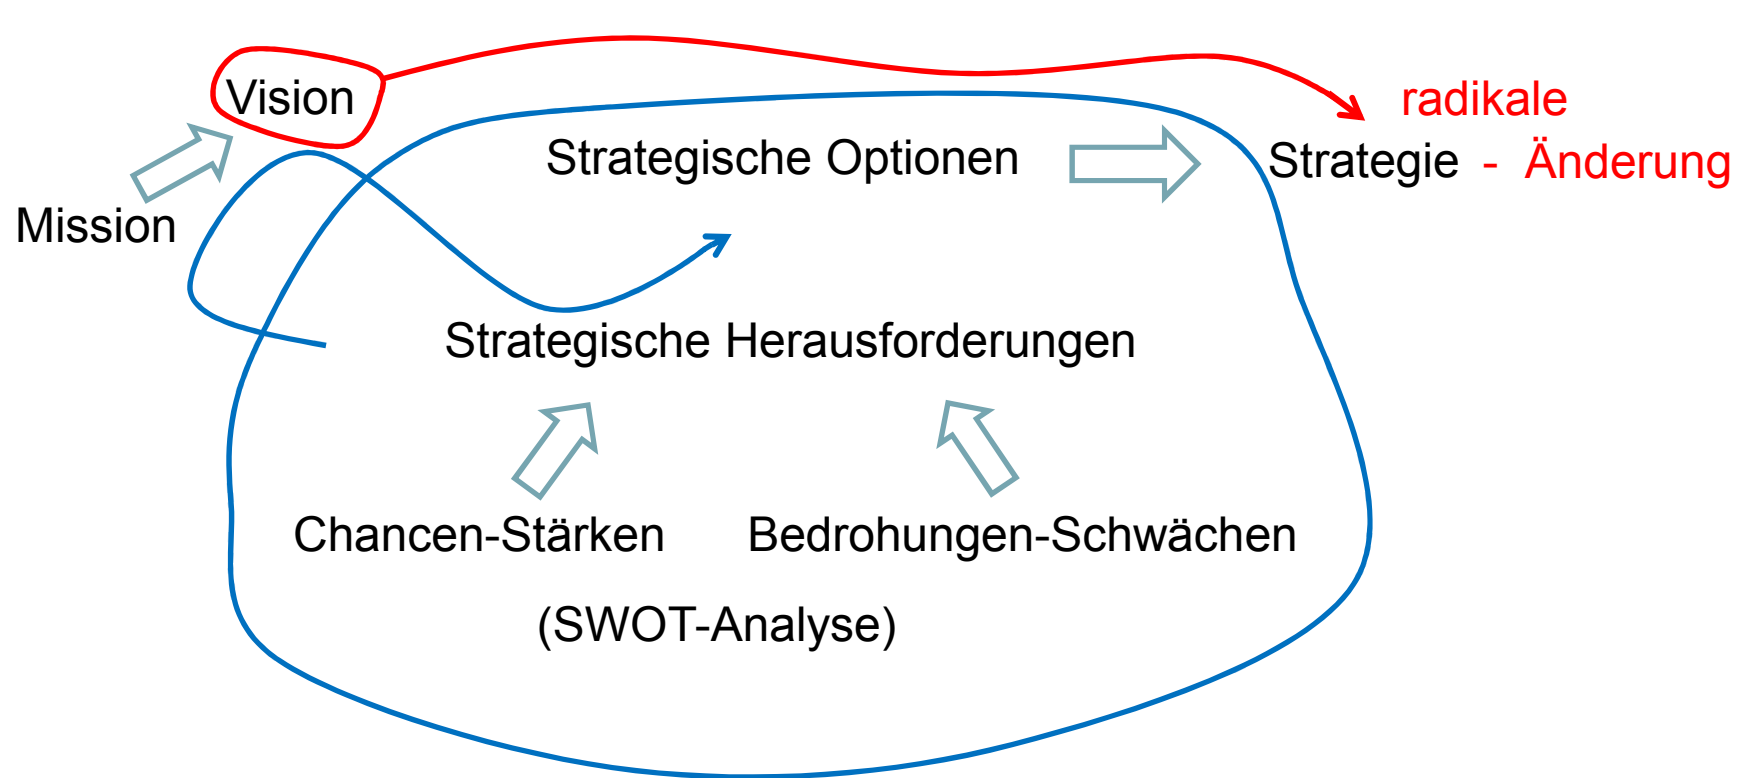 Vision
radikale
Strategische Optionen
Strategie - Änderung
Mission
Strategische Herausforderungen
Chancen-Stärken
Bedrohungen-Schwächen
(SWOT-Analyse)